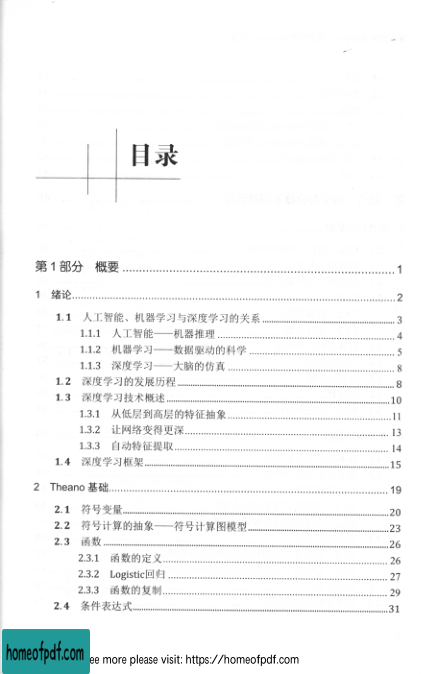 目录
第1部分 概要 1
1 绪论 2
1.1 人工智能、机器学习与深度学习的关系 3
1.1.1 人工智能——机器推理 4
1.1.2 机器学习——数据驱动的科学 5
1.1.3 深度学习——大脑的仿真 8
1.2 深度学习的发展历程 8
1.3 深度学习技术概述 10
1.3.1 从低层到高层的特征抽象 11
1.3.2 让网络变得更深 13
1.3.3 自动特征提取 14
1.4 深度学习框架 15
2 Theano 基础 19
2.1 符号变量 20
2.2 符号计算的抽象——符号计算图模型 23
2.3 函数 26
2.3.1 函数的定义 26
2.3.2 Logistic回归 27
2.3.3 函数的复制 29
2.4 条件表达式 31
homeofpdf.com
ee more please visit: https://homeofpdf.com